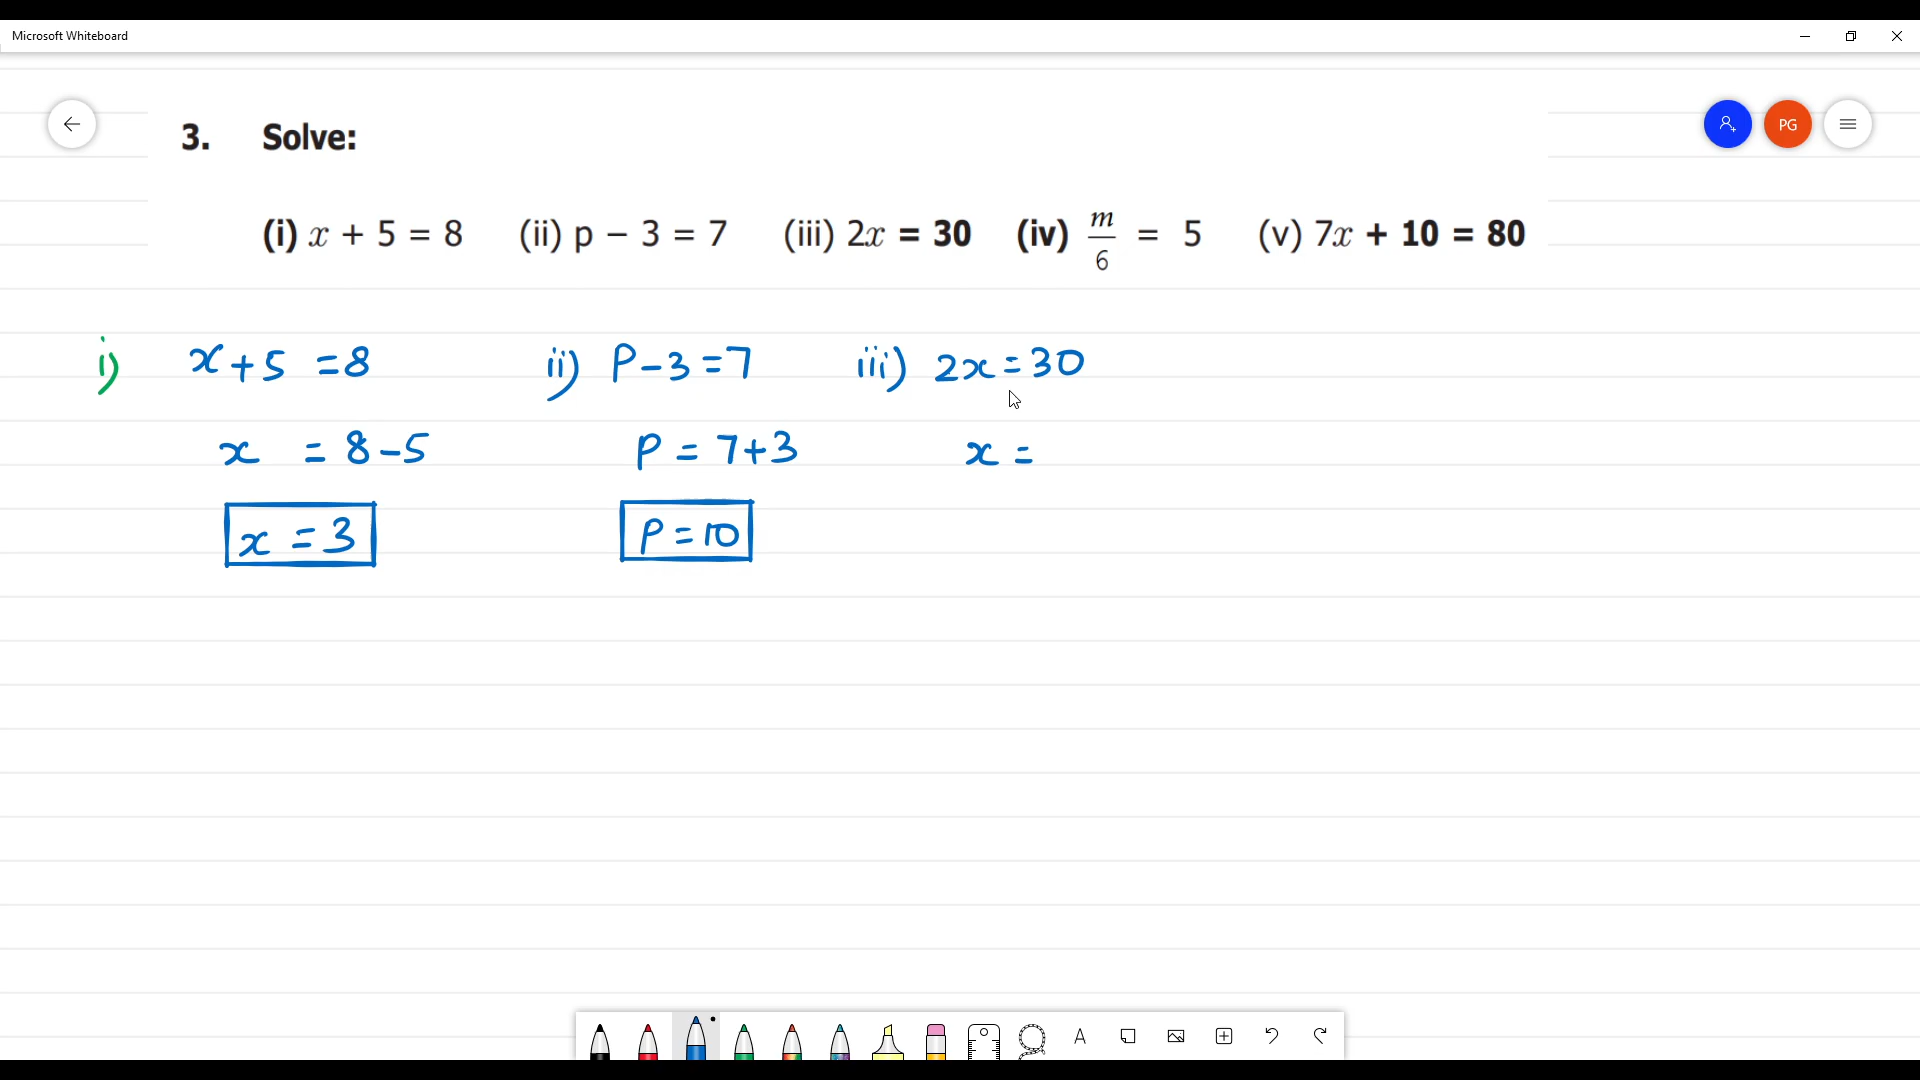 Microsoft Whiteboard
PG
3. Solve:
(i) x + 5 = 8 (ii) p − 3 = 7 (iii) 2x = 30 (iv) m/6 = 5 (v) 7x + 10 = 80
i) x+5 =8 ii) P-3=7 iii) 2x=30
x = 8-5 P = 7+3 x =
x = 3 P=10
A